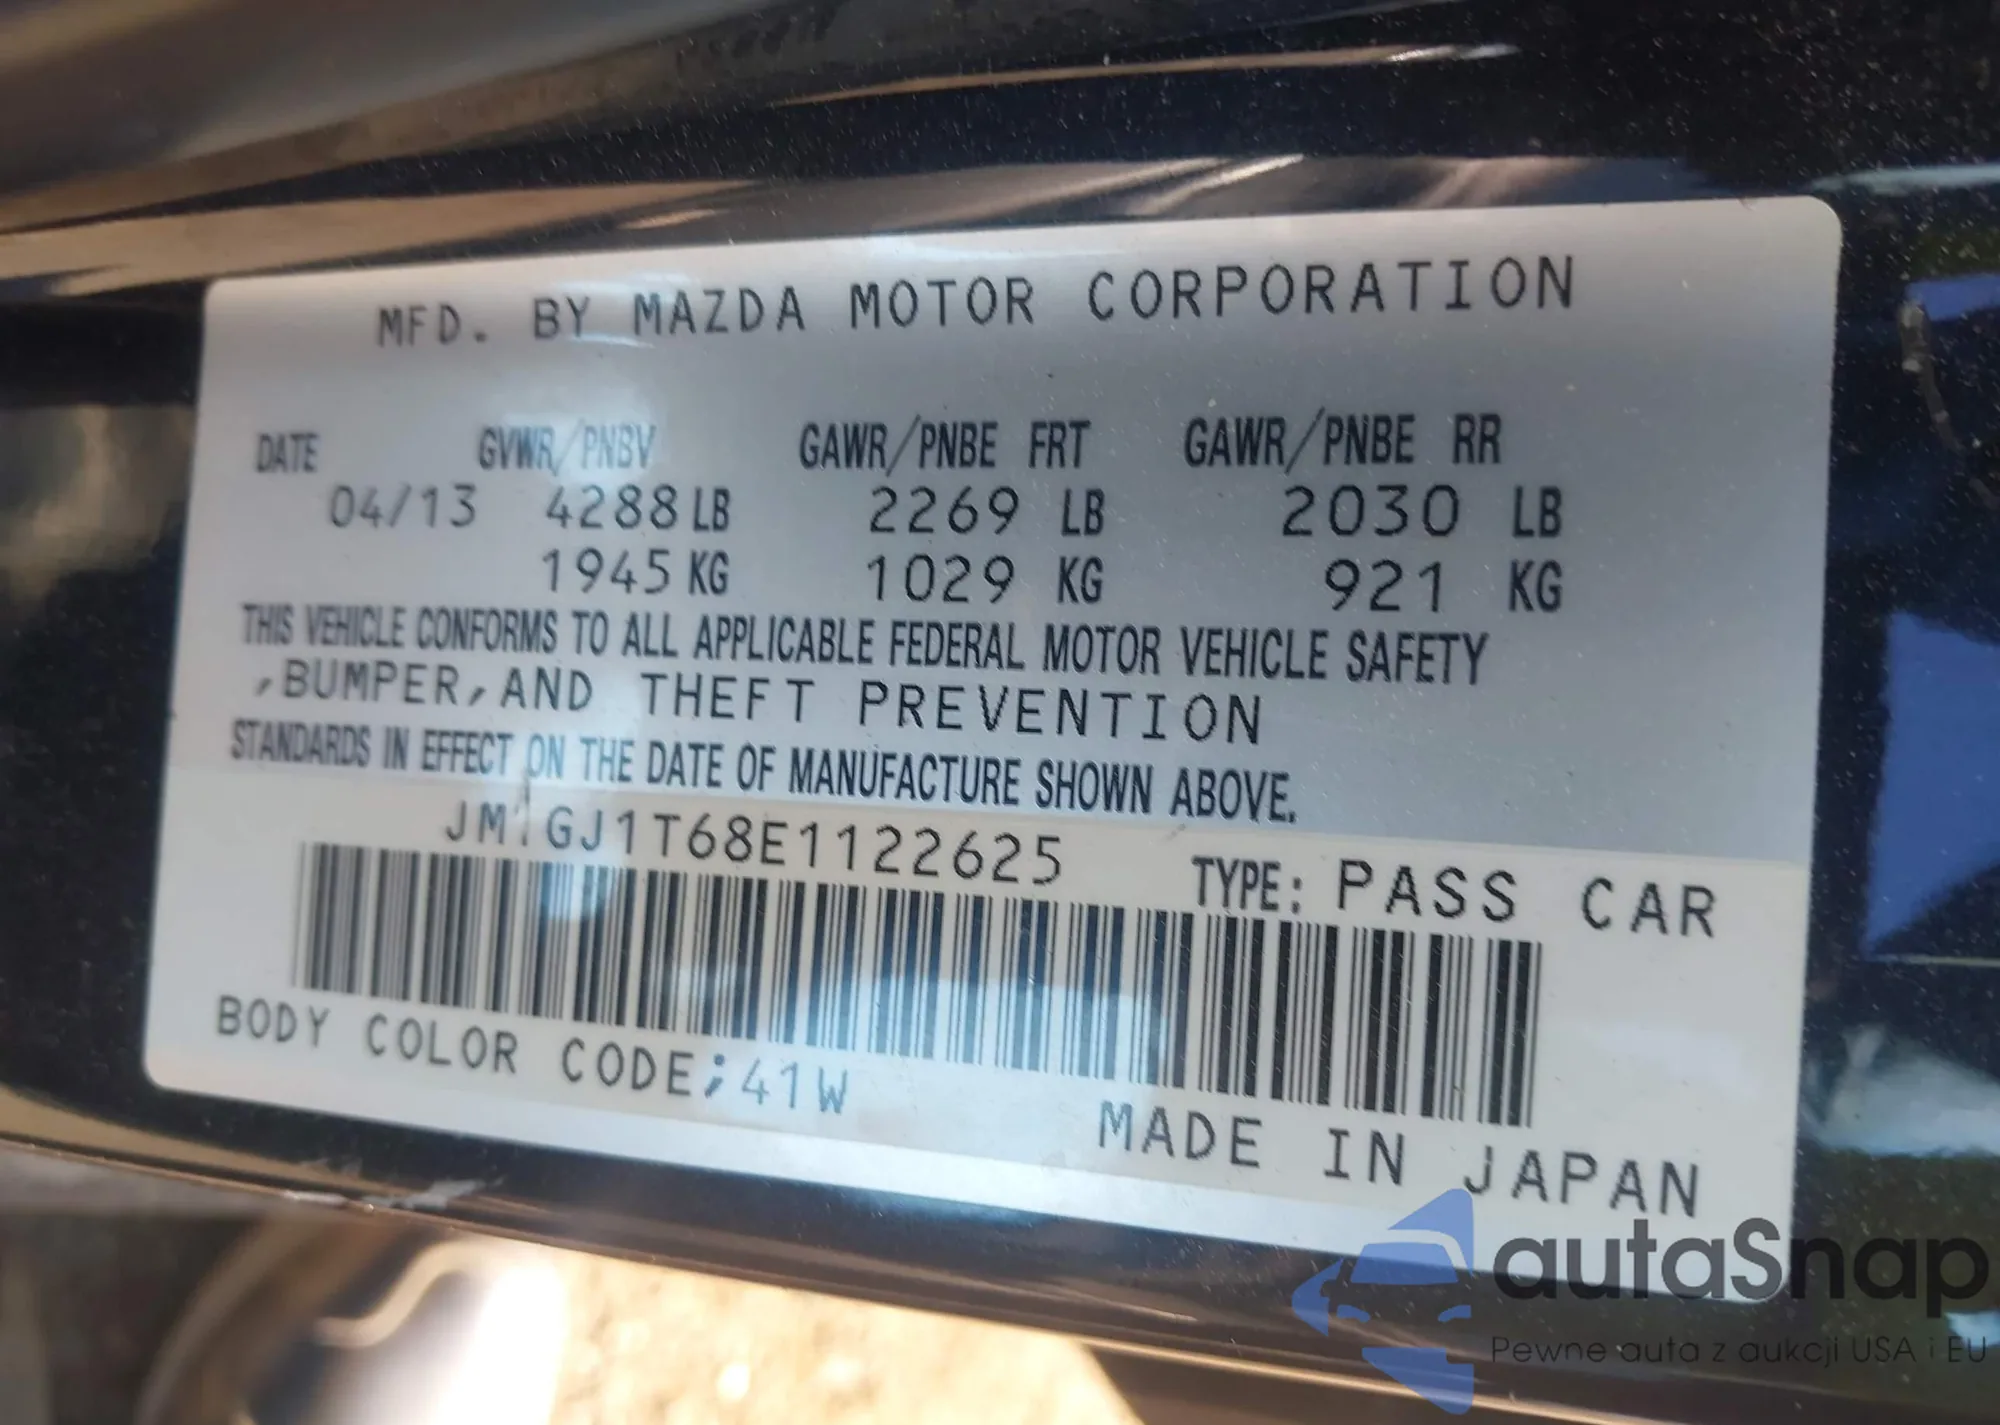 MFD. BY MAZDA MOTOR CORPORATION
DATE GVWR/PNBV GAWR/PNBE FRT GAWR/PNBE RR
04/13 4288 LB 2269 LB 2030 LB
1945 KG 1029 KG 921 KG
THIS VEHICLE CONFORMS TO ALL APPLICABLE FEDERAL MOTOR VEHICLE SAFETY
,BUMPER,AND THEFT PREVENTION
STANDARDS IN EFFECT ON THE DATE OF MANUFACTURE SHOWN ABOVE.
JM1GJ1T68E1122625
TYPE: PASS CAR
BODY COLOR CODE;41W
MADE IN JAPAN
autaSnap
Pewne auta z aukcji USA i EU